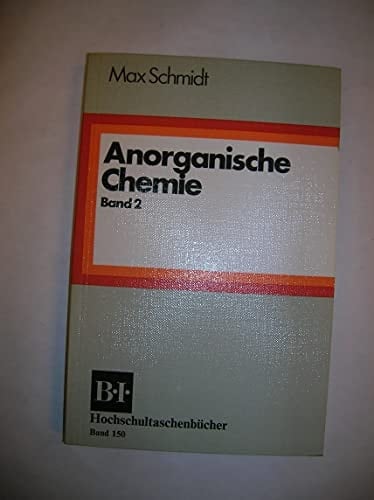 Max Schmidt
Anorganische
Chemie
Band 2
B·I·
Hochschultaschenbücher
Band 150